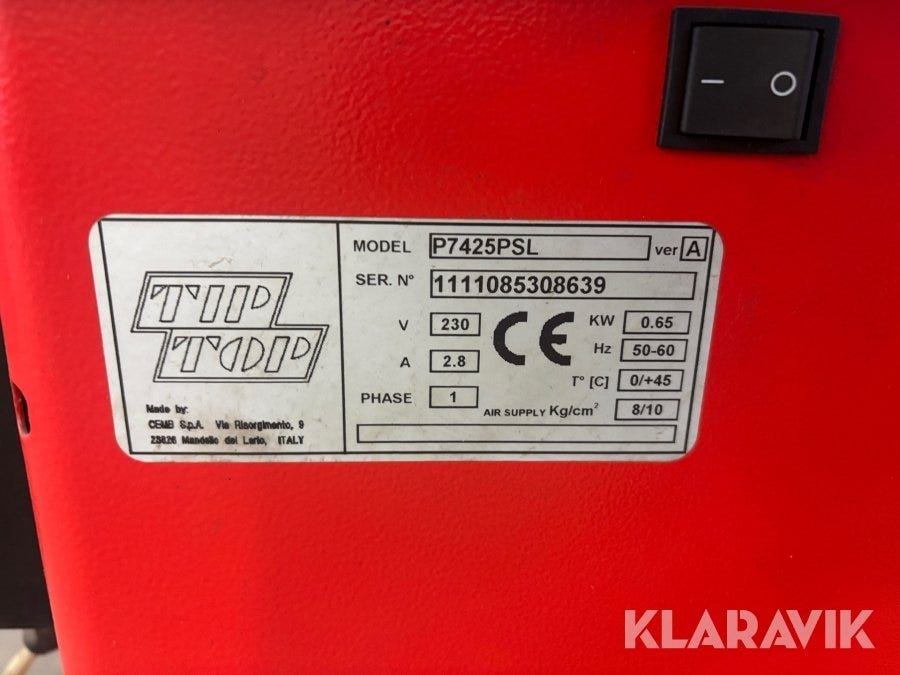 — O
TIP
TOP
Made by:
CEMB S.p.A. Via Risorgimento, 9
23826 Mandello del Lario, ITALY
MODEL P7425PSL ver A
SER. N° 1111085308639
V 230
A 2.8
PHASE 1
CE
KW 0.65
Hz 50-60
T° [C] 0/+45
AIR SUPPLY Kg/cm² 8/10
KLARAVIK